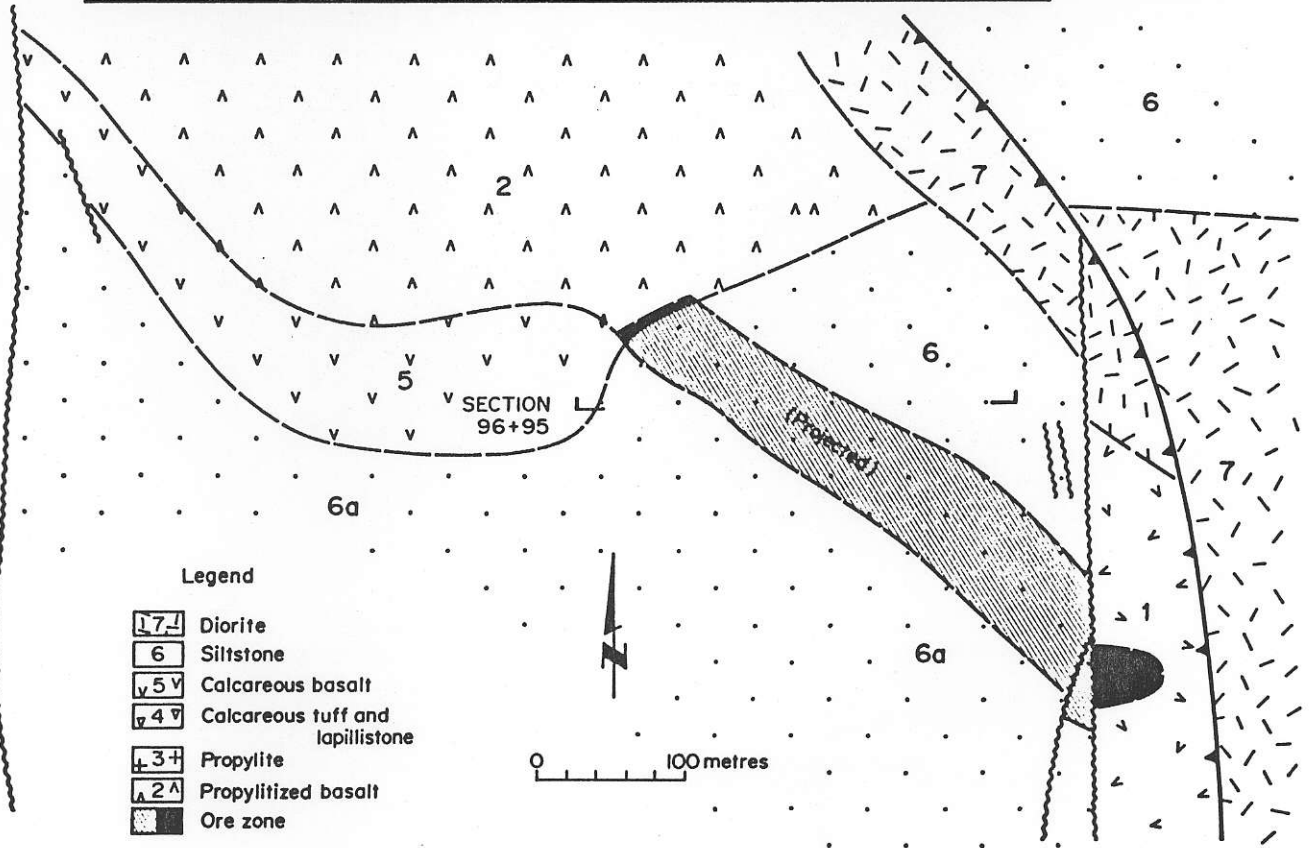 6
7
2
6
5
SECTION
96+95
(Projected)
7
6a
1
6a
Legend
7 Diorite
6 Siltstone
5 Calcareous basalt
4 Calcareous tuff and
lapillistone
3 Propylite
2 Propylitized basalt
Ore zone
N
0 100 metres